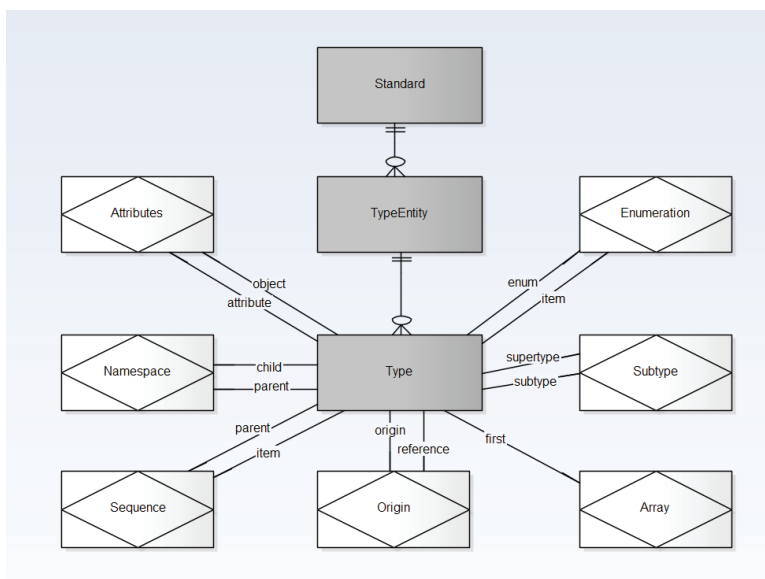 Standard
Attributes
TypeEntity
Enumeration
object
attribute
enum
item
Namespace
child
parent
Type
supertype
subtype
Subtype
parent
item
origin
reference
first
Sequence
Origin
Array